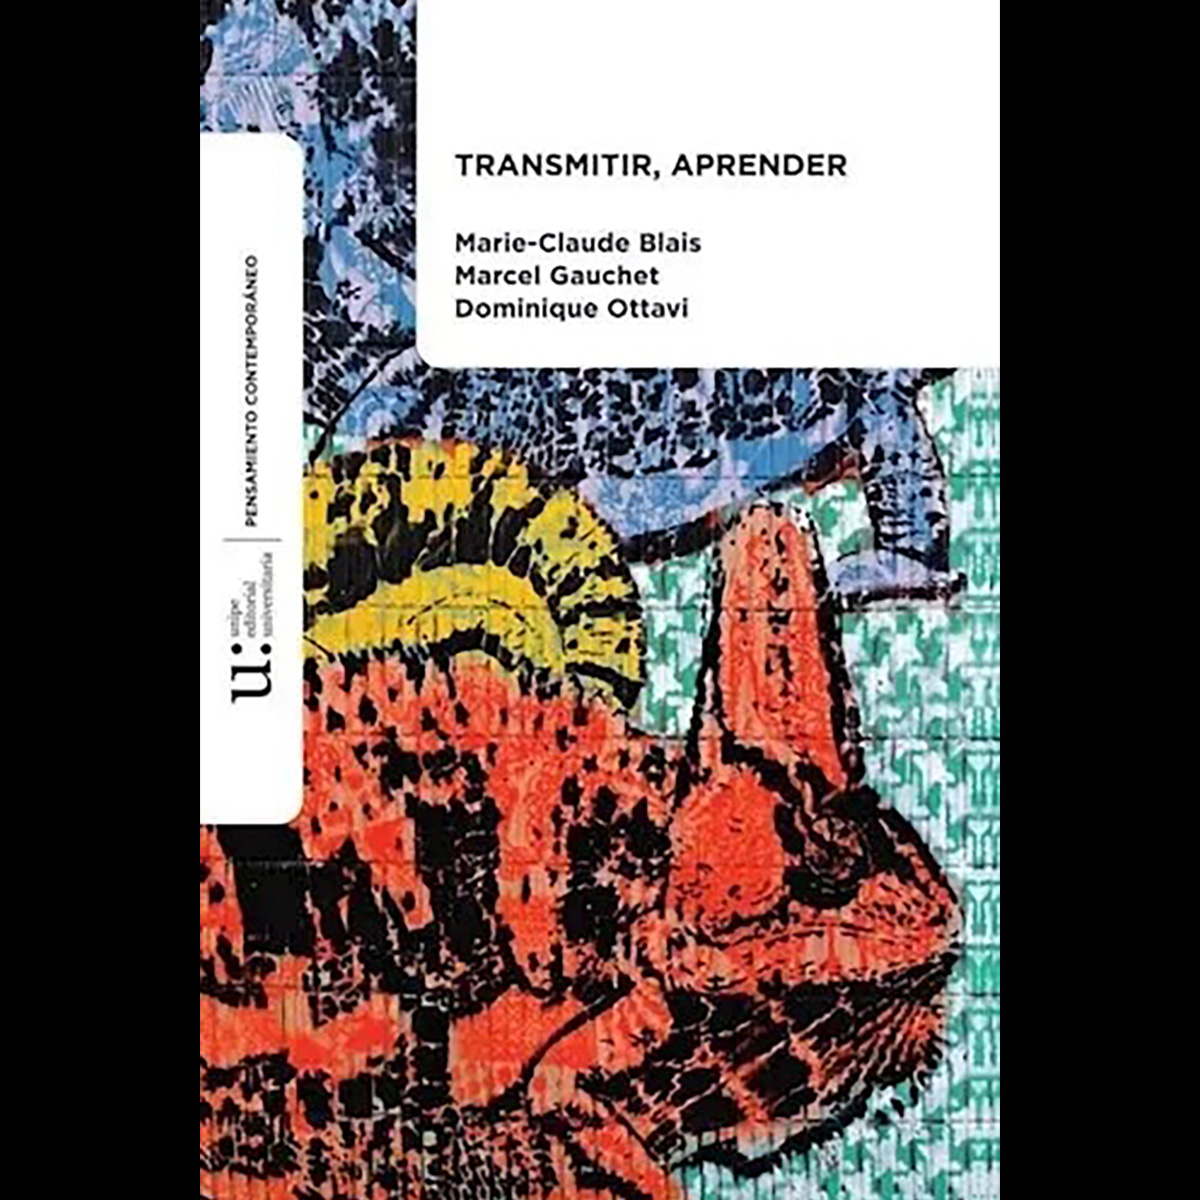 TRANSMITIR, APRENDER
Marie-Claude Blais
Marcel Gauchet
Dominique Ottavi
PENSAMIENTO CONTEMPORÁNEO
u:
unipe
editorial
universitaria